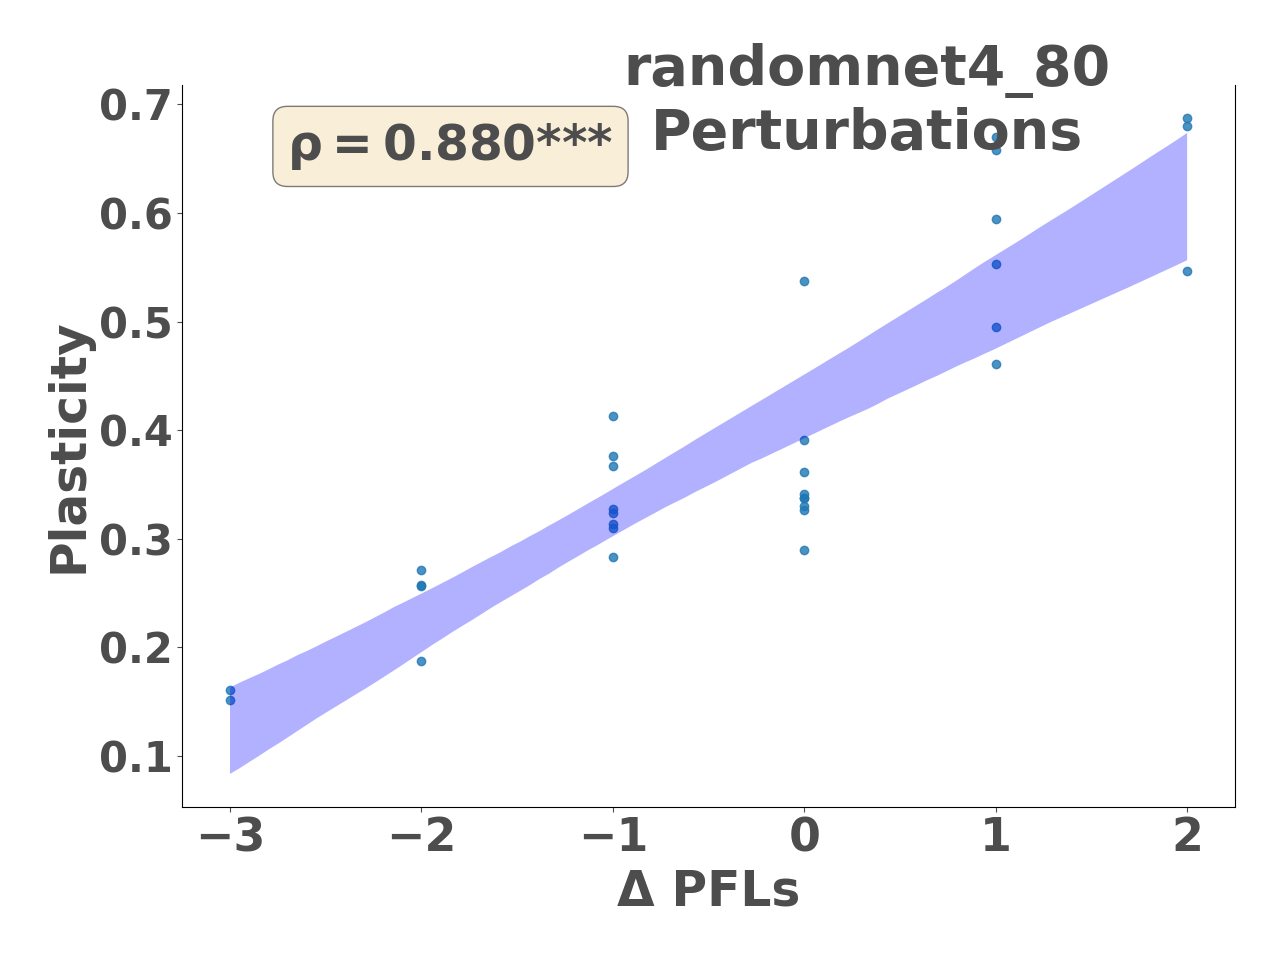 randomnet4_80
Perturbations
ρ = 0.880***
Plasticity
0.7
0.6
0.5
0.4
0.3
0.2
0.1
−3 −2 −1 0 1 2
Δ PFLs